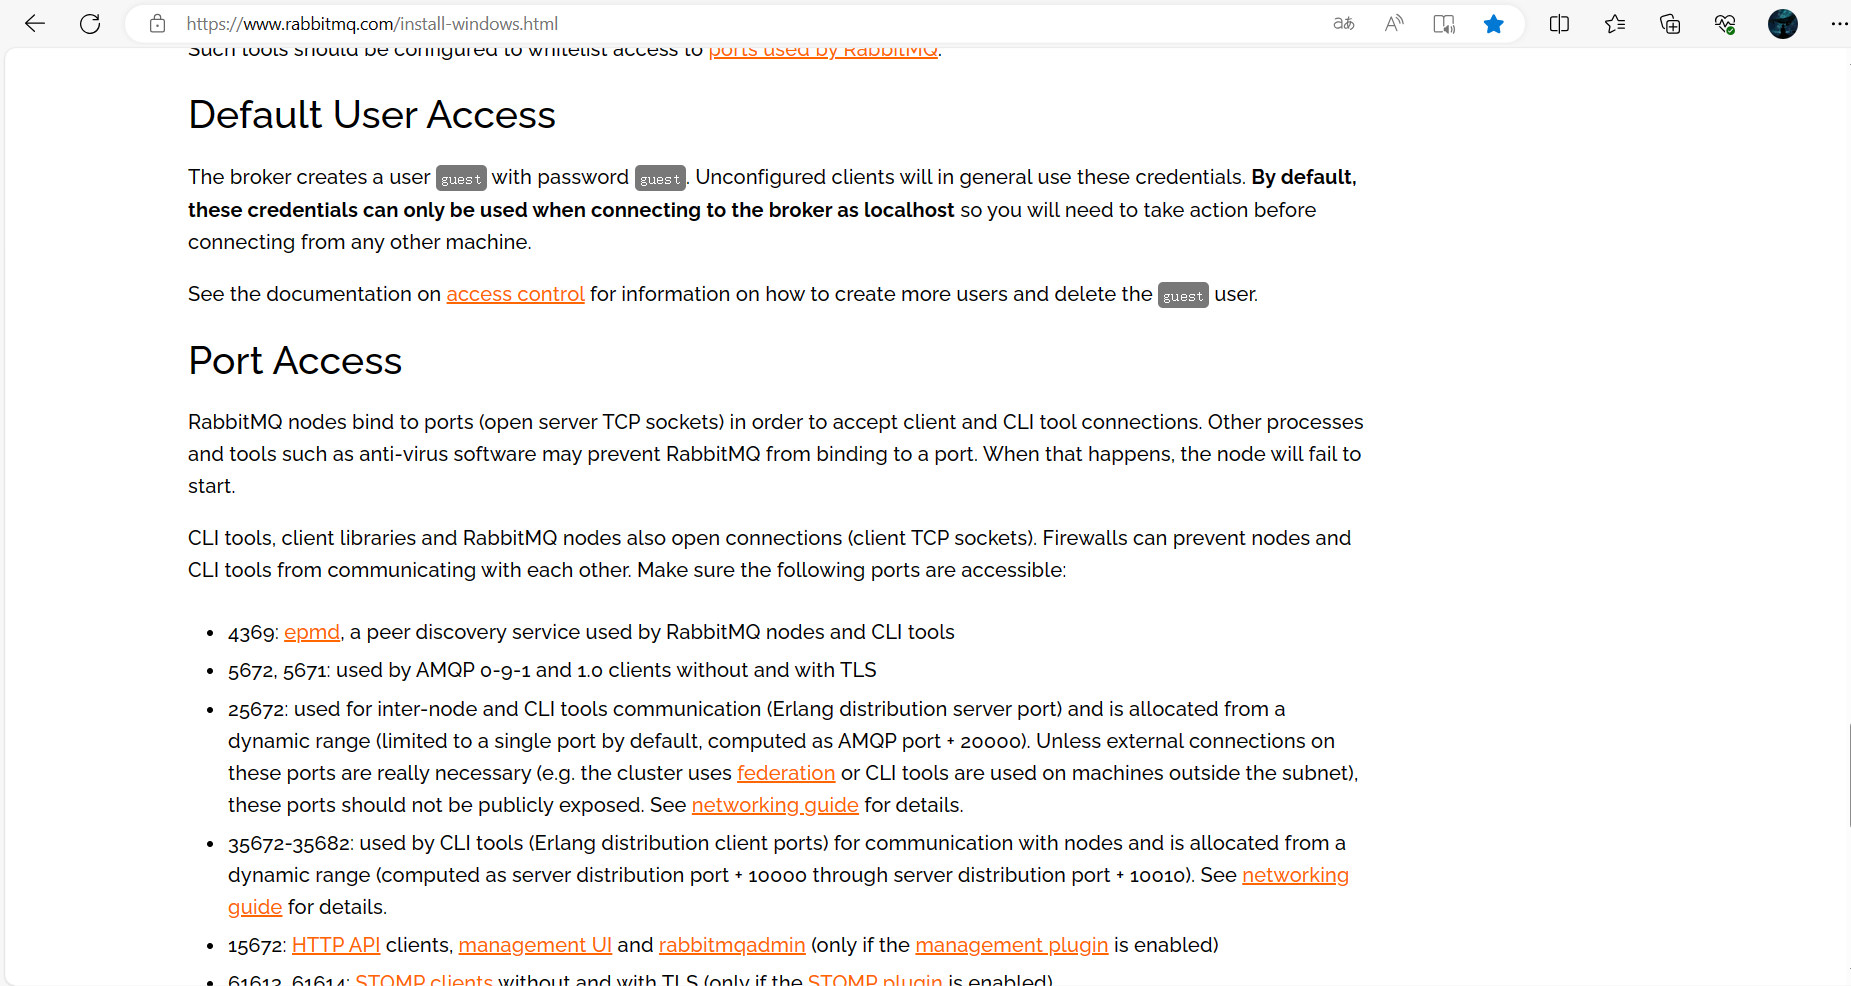 https://www.rabbitmq.com/install-windows.html
Such tools should be configured to whitelist access to ports used by RabbitMQ.
Default User Access
The broker creates a user guest with password guest. Unconfigured clients will in general use these credentials. By default,
these credentials can only be used when connecting to the broker as localhost so you will need to take action before
connecting from any other machine.
See the documentation on access control for information on how to create more users and delete the guest user.
Port Access
RabbitMQ nodes bind to ports (open server TCP sockets) in order to accept client and CLI tool connections. Other processes
and tools such as anti-virus software may prevent RabbitMQ from binding to a port. When that happens, the node will fail to
start.
CLI tools, client libraries and RabbitMQ nodes also open connections (client TCP sockets). Firewalls can prevent nodes and
CLI tools from communicating with each other. Make sure the following ports are accessible:
• 4369: epmd, a peer discovery service used by RabbitMQ nodes and CLI tools
• 5672, 5671: used by AMQP 0-9-1 and 1.0 clients without and with TLS
• 25672: used for inter-node and CLI tools communication (Erlang distribution server port) and is allocated from a
dynamic range (limited to a single port by default, computed as AMQP port + 20000). Unless external connections on
these ports are really necessary (e.g. the cluster uses federation or CLI tools are used on machines outside the subnet),
these ports should not be publicly exposed. See networking guide for details.
• 35672-35682: used by CLI tools (Erlang distribution client ports) for communication with nodes and is allocated from a
dynamic range (computed as server distribution port + 10000 through server distribution port + 10010). See networking
guide for details.
• 15672: HTTP API clients, management UI and rabbitmqadmin (only if the management plugin is enabled)
• 61613, 61614: STOMP clients without and with TLS (only if the STOMP plugin is enabled)